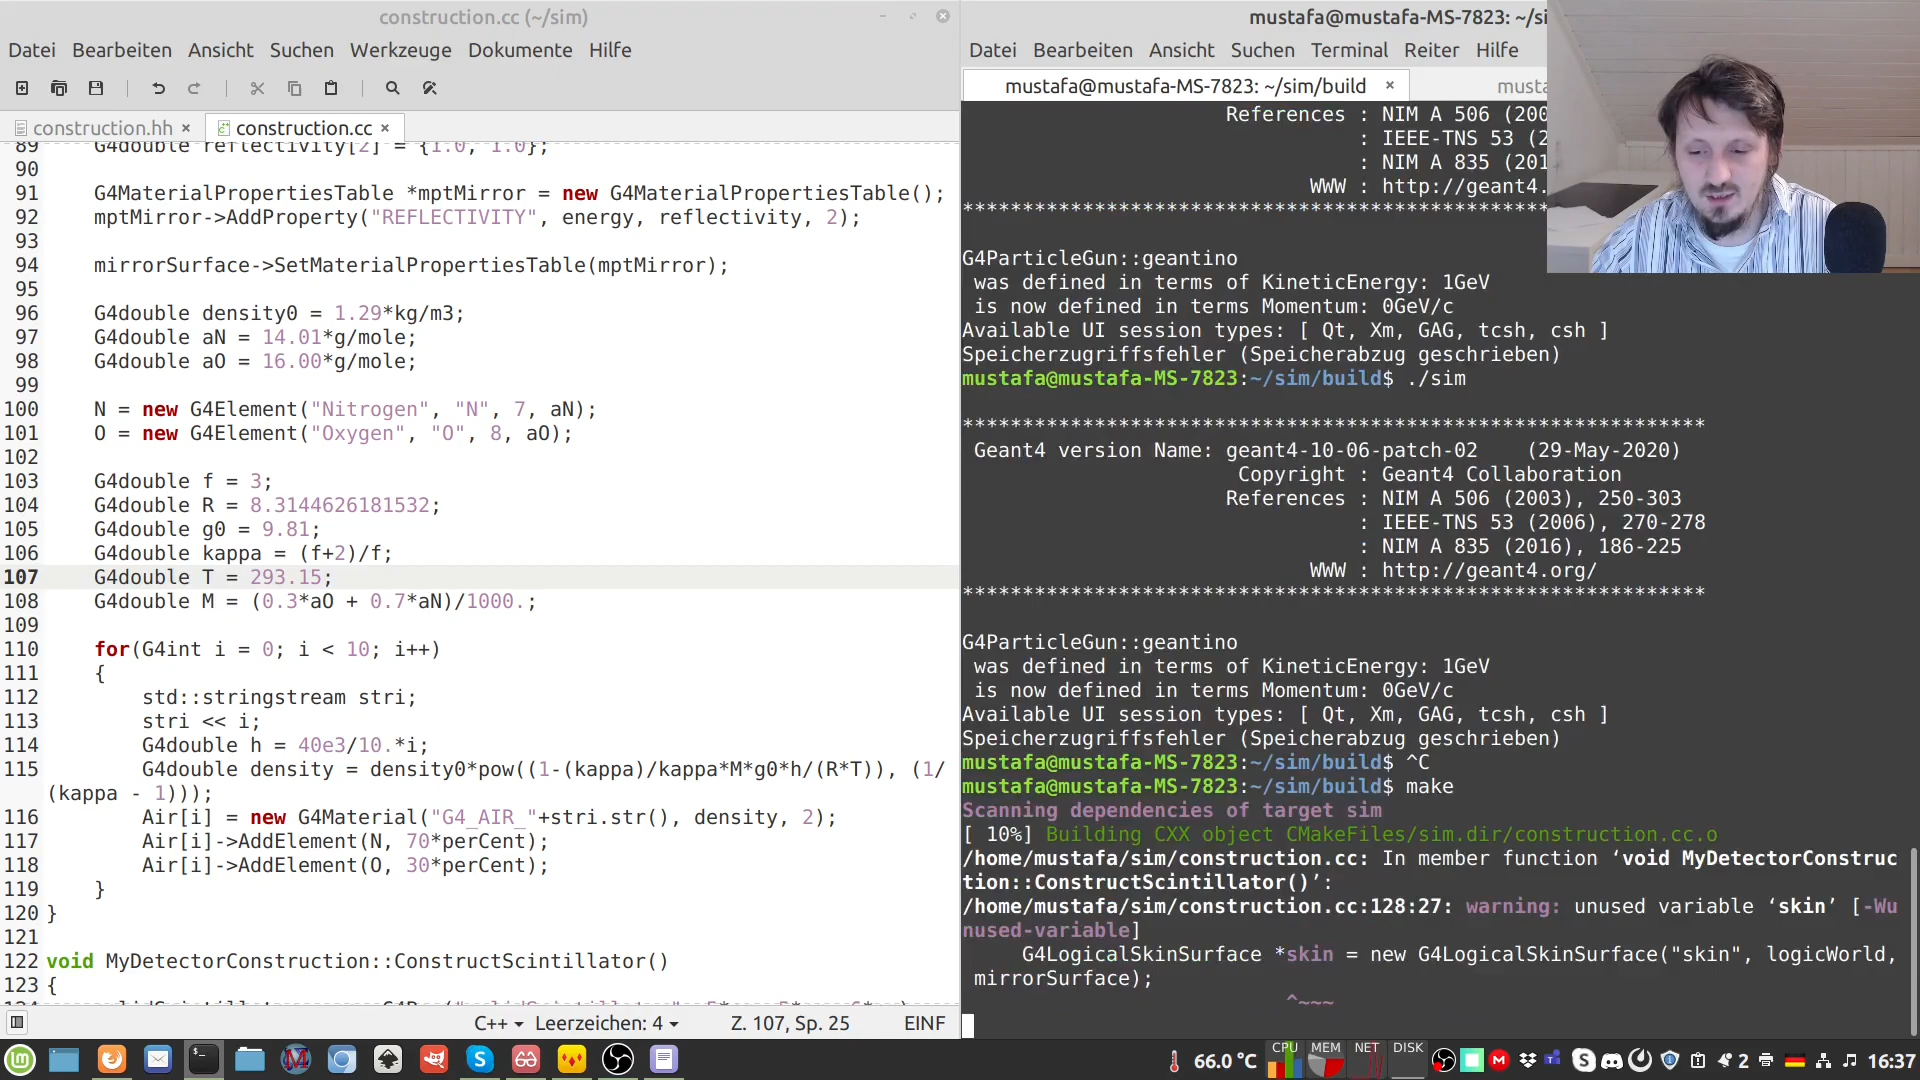 construction.cc (~/sim)
Datei Bearbeiten Ansicht Suchen Werkzeuge Dokumente Hilfe
construction.hh × construction.cc ×
89 G4double reflectivity[2] = {1.0, 1.0};
90
91 G4MaterialPropertiesTable *mptMirror = new G4MaterialPropertiesTable();
92 mptMirror->AddProperty("REFLECTIVITY", energy, reflectivity, 2);
93
94 mirrorSurface->SetMaterialPropertiesTable(mptMirror);
95
96 G4double density0 = 1.29*kg/m3;
97 G4double aN = 14.01*g/mole;
98 G4double aO = 16.00*g/mole;
99
100 N = new G4Element("Nitrogen", "N", 7, aN);
101 O = new G4Element("Oxygen", "O", 8, aO);
102
103 G4double f = 3;
104 G4double R = 8.3144626181532;
105 G4double g0 = 9.81;
106 G4double kappa = (f+2)/f;
107 G4double T = 293.15;
108 G4double M = (0.3*aO + 0.7*aN)/1000.;
109
110 for(G4int i = 0; i < 10; i++)
111 {
112 std::stringstream stri;
113 stri << i;
114 G4double h = 40e3/10.*i;
115 G4double density = density0*pow((1-(kappa)/kappa*M*g0*h/(R*T)), (1/
(kappa - 1)));
116 Air[i] = new G4Material("G4_AIR_"+stri.str(), density, 2);
117 Air[i]->AddElement(N, 70*perCent);
118 Air[i]->AddElement(O, 30*perCent);
119 }
120 }
121
122 void MyDetectorConstruction::ConstructScintillator()
123 {
C++ Leerzeichen: 4 Z. 107, Sp. 25 EINF
mustafa@mustafa-MS-7823: ~/si
Datei Bearbeiten Ansicht Suchen Terminal Reiter Hilfe
mustafa@mustafa-MS-7823: ~/sim/build × musta
References : NIM A 506 (200
: IEEE-TNS 53 (2
: NIM A 835 (201
WWW : http://geant4.
*************************************************
G4ParticleGun::geantino
was defined in terms of KineticEnergy: 1GeV
is now defined in terms Momentum: 0GeV/c
Available UI session types: [ Qt, Xm, GAG, tcsh, csh ]
Speicherzugriffsfehler (Speicherabzug geschrieben)
mustafa@mustafa-MS-7823:~/sim/build$ ./sim
**************************************************************
Geant4 version Name: geant4-10-06-patch-02 (29-May-2020)
Copyright : Geant4 Collaboration
References : NIM A 506 (2003), 250-303
: IEEE-TNS 53 (2006), 270-278
: NIM A 835 (2016), 186-225
WWW : http://geant4.org/
**************************************************************
G4ParticleGun::geantino
was defined in terms of KineticEnergy: 1GeV
is now defined in terms Momentum: 0GeV/c
Available UI session types: [ Qt, Xm, GAG, tcsh, csh ]
Speicherzugriffsfehler (Speicherabzug geschrieben)
mustafa@mustafa-MS-7823:~/sim/build$ ^C
mustafa@mustafa-MS-7823:~/sim/build$ make
Scanning dependencies of target sim
[ 10%] Building CXX object CMakeFiles/sim.dir/construction.cc.o
/home/mustafa/sim/construction.cc: In member function ‘void MyDetectorConstruc
tion::ConstructScintillator()’:
/home/mustafa/sim/construction.cc:128:27: warning: unused variable ‘skin’ [-Wu
nused-variable]
G4LogicalSkinSurface *skin = new G4LogicalSkinSurface("skin", logicWorld,
mirrorSurface);
^~~~
66.0 °C CPU MEM NET DISK 2 16:37